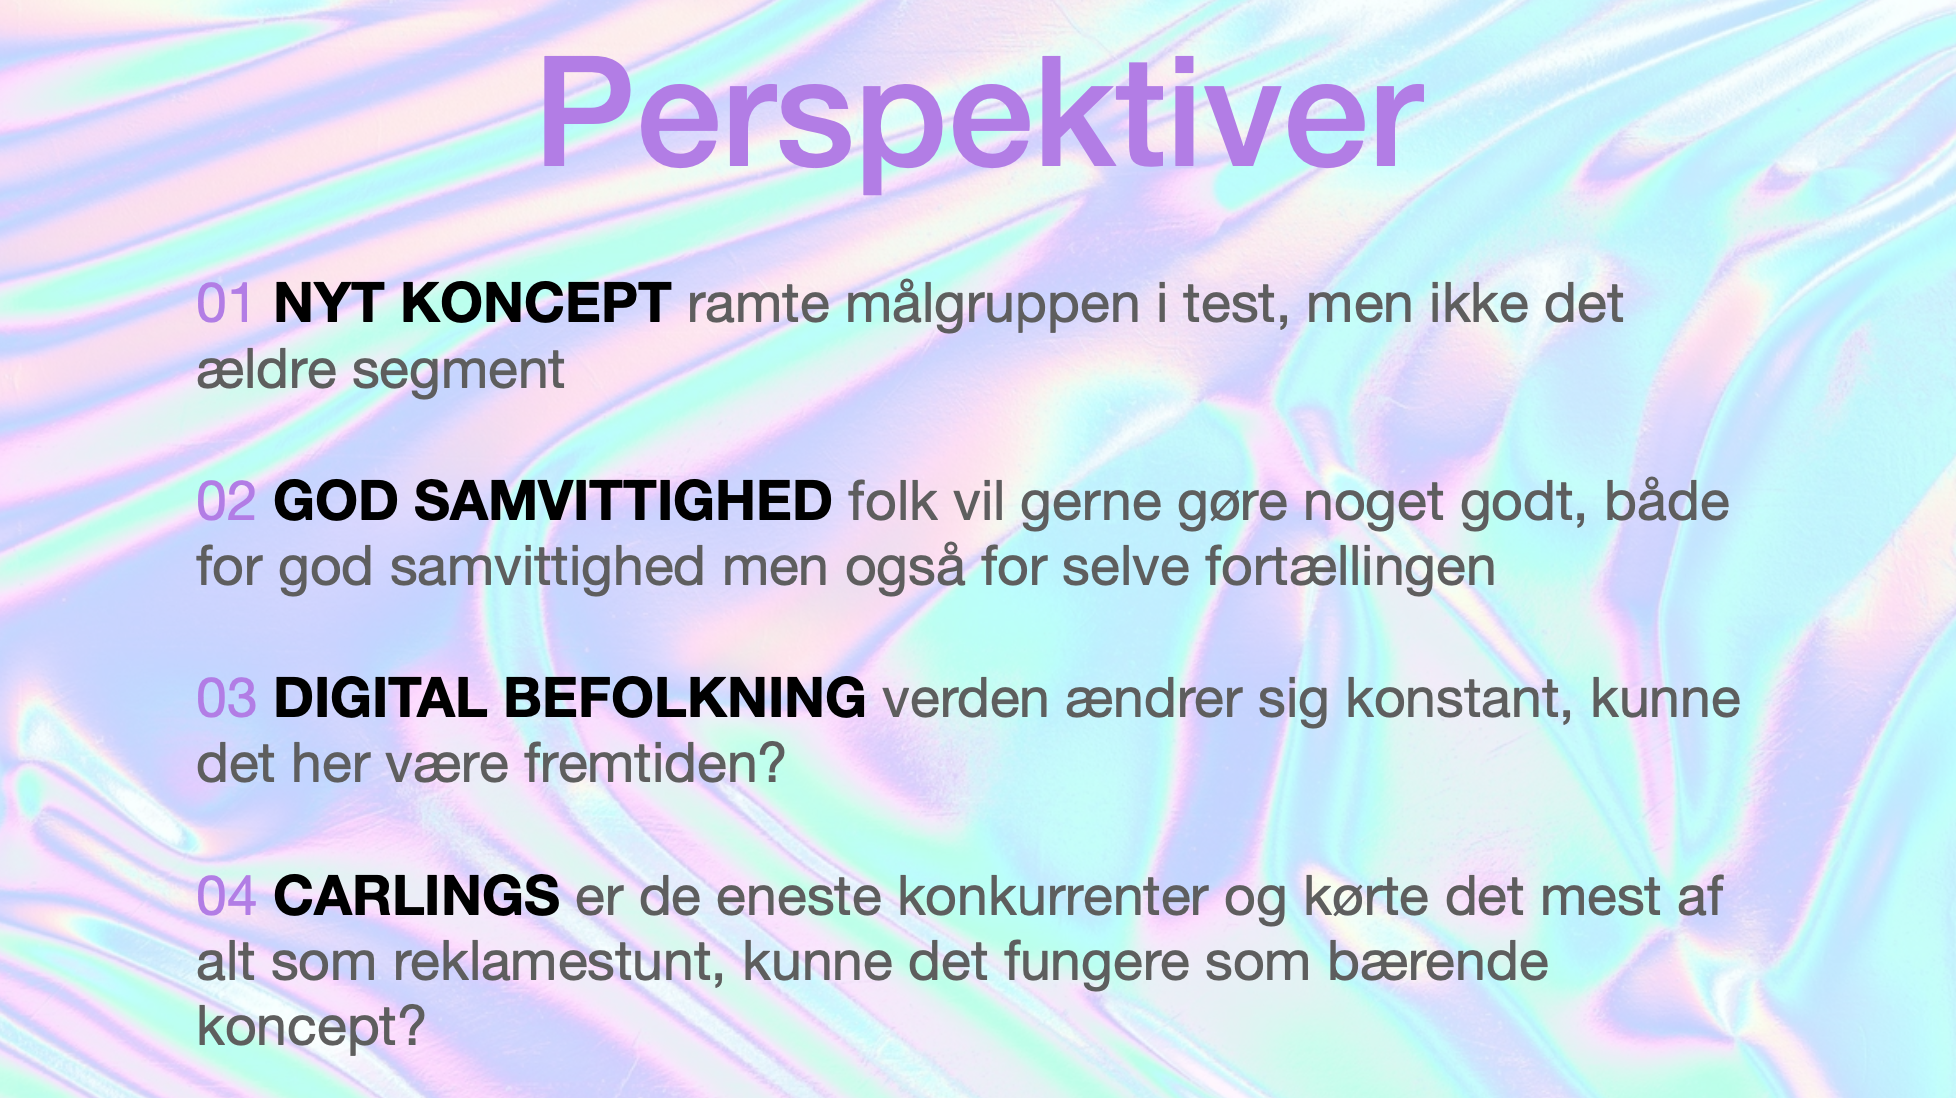 Perspektiver
01 NYT KONCEPT ramte målgruppen i test, men ikke det
ældre segment
02 GOD SAMVITTIGHED folk vil gerne gøre noget godt, både
for god samvittighed men også for selve fortællingen
03 DIGITAL BEFOLKNING verden ændrer sig konstant, kunne
det her være fremtiden?
04 CARLINGS er de eneste konkurrenter og kørte det mest af
alt som reklamestunt, kunne det fungere som bærende
koncept?